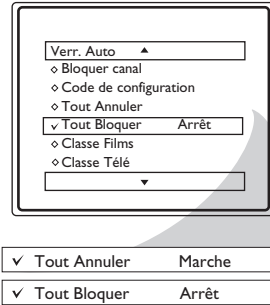 Verr. Auto ▲
◇ Bloquer canal
◇ Code de configuration
◇ Tout Annuler
✓ Tout Bloquer Arrêt
◇ Classe Films
◇ Classe Télé
▼
✓ Tout Annuler Marche
✓ Tout Bloquer Arrêt